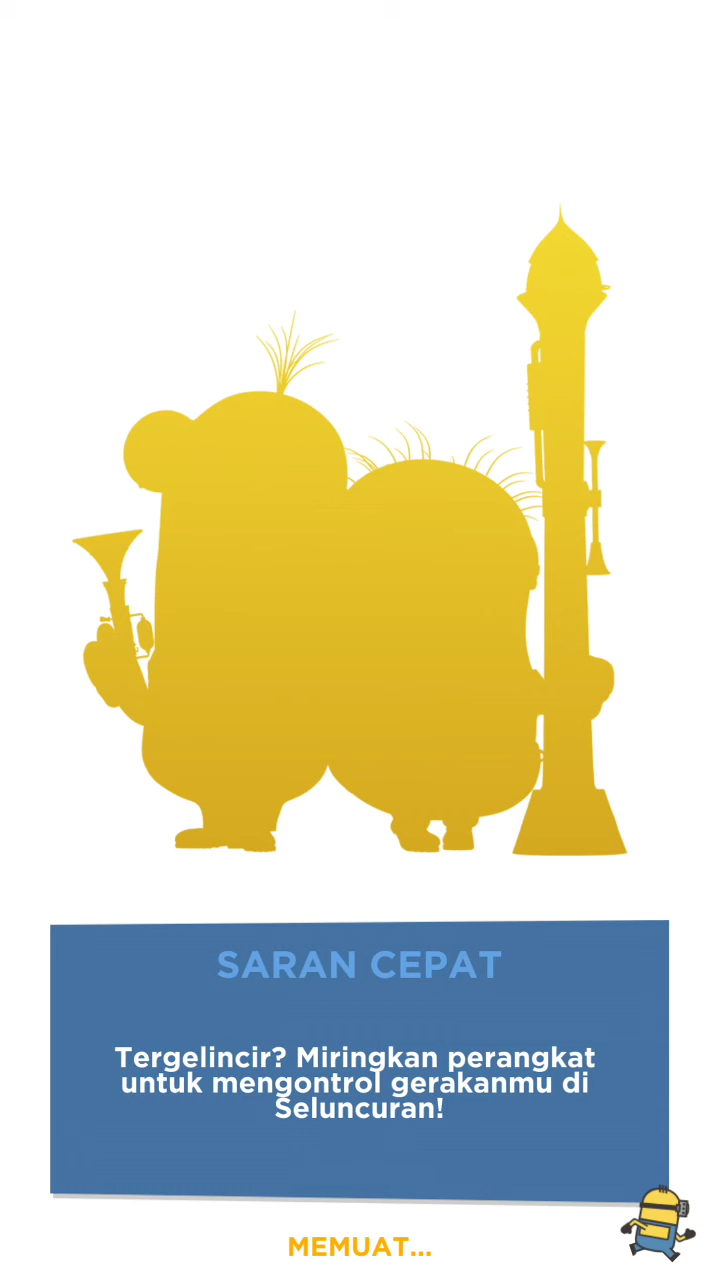 SARAN CEPAT
Tergelincir? Miringkan perangkat
untuk mengontrol gerakanmu di
Seluncuran!
MEMUAT...